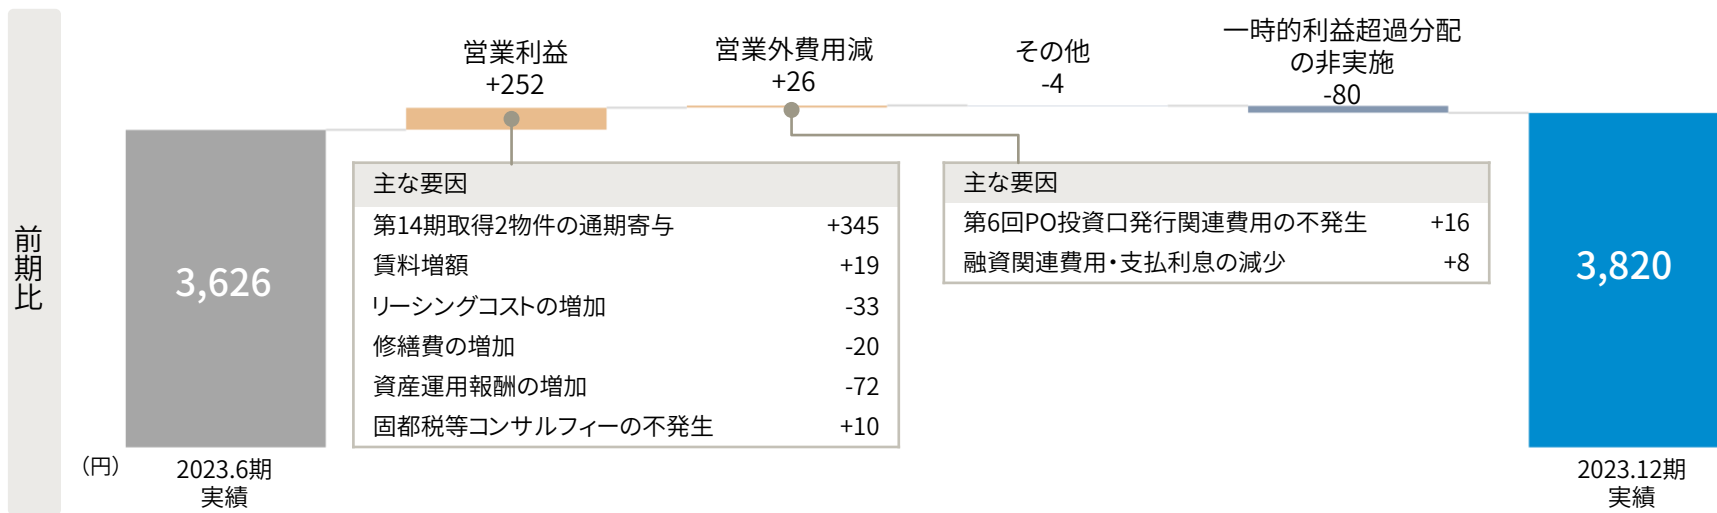 前期比
営業利益
+252
営業外費用減
+26
その他
-4
一時的利益超過分配
の非実施
-80
3,626
主な要因
第14期取得2物件の通期寄与 +345
賃料増額 +19
リーシングコストの増加 -33
修繕費の増加 -20
資産運用報酬の増加 -72
固都税等コンサルフィーの不発生 +10
主な要因
第6回PO投資口発行関連費用の不発生 +16
融資関連費用・支払利息の減少 +8
3,820
（円）
2023.6期
実績
2023.12期
実績